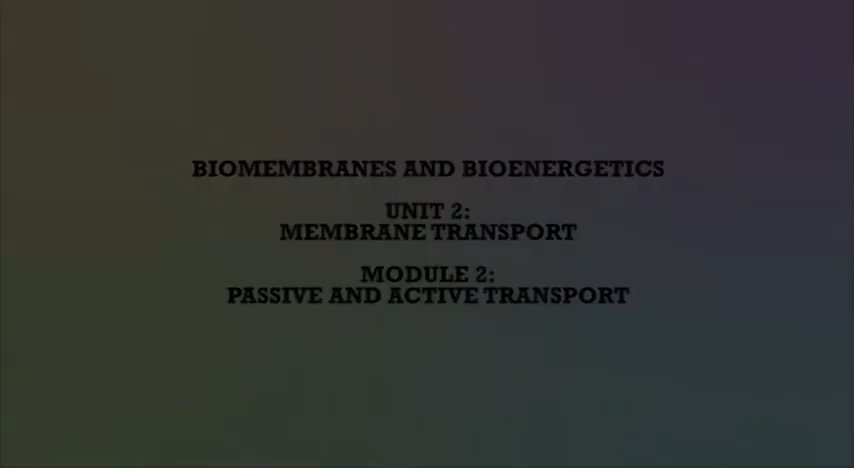 BIOMEMBRANES AND BIOENERGETICS
UNIT 2:
MEMBRANE TRANSPORT
MODULE 2:
PASSIVE AND ACTIVE TRANSPORT